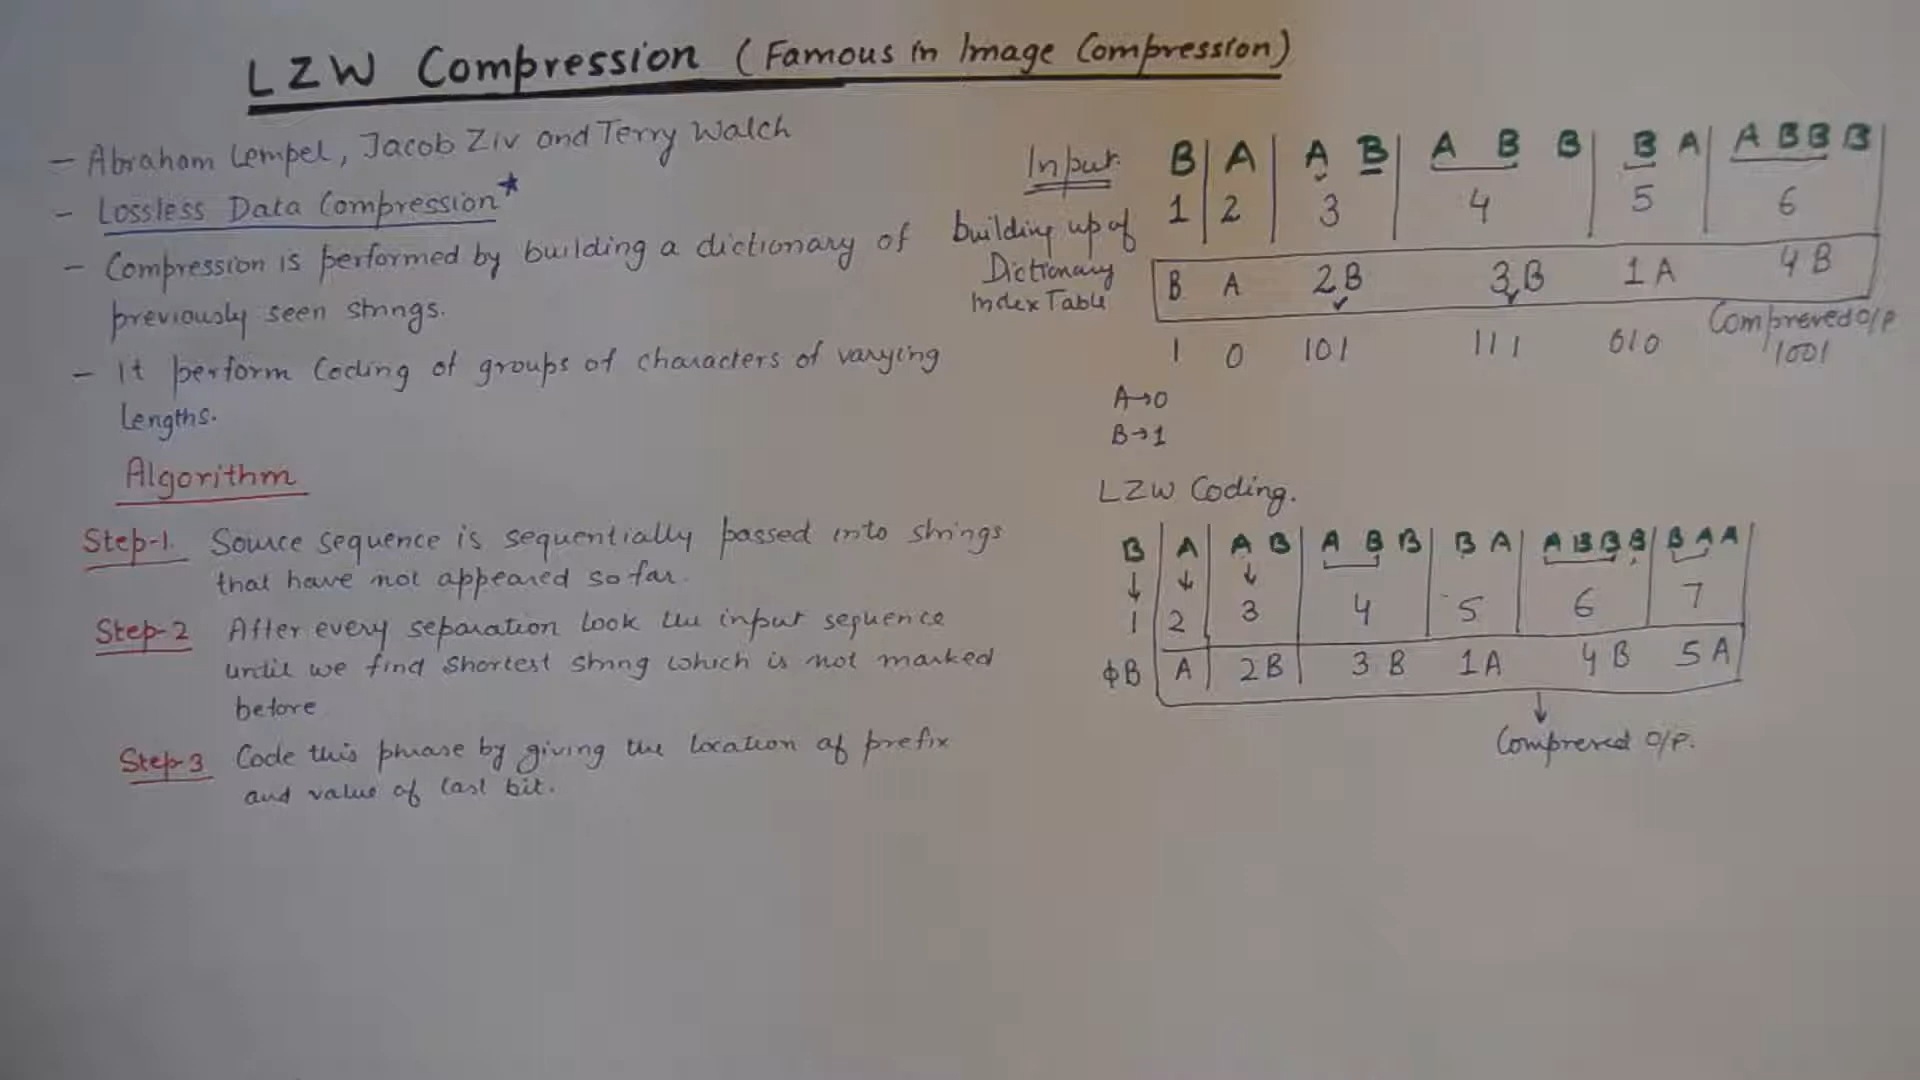 LZW Compression (Famous in Image Compression)
- Abraham Lempel, Jacob Ziv and Terry Walch
- Lossless Data Compression*
- Compression is performed by building a dictionary of
previously seen strings.
- It perform Coding of groups of characters of varying
lengths.
Algorithm
Step-1. Source sequence is sequentially passed into strings
that have not appeared so far.
Step-2 After every separation look the input sequence
until we find shortest string which is not marked
before
Step-3 Code this phrase by giving the location of prefix
and value of last bit.
Input B | A | A B | A B B | B A | A B B B |
1 | 2 | 3 | 4 | 5 | 6
building up of
Dictionary
Index Table
B A 2B 3B 1A 4B
Compressed O/P
1 0 101 111 010 1001
A→0
B→1
LZW Coding.
B | A | A B | A B B | B A | A B B B | B A A |
↓ ↓ ↓
1 | 2 | 3 | 4 | 5 | 6 | 7
ϕB | A | 2B | 3B 1A 4B 5A
↓
Compressed O/P.